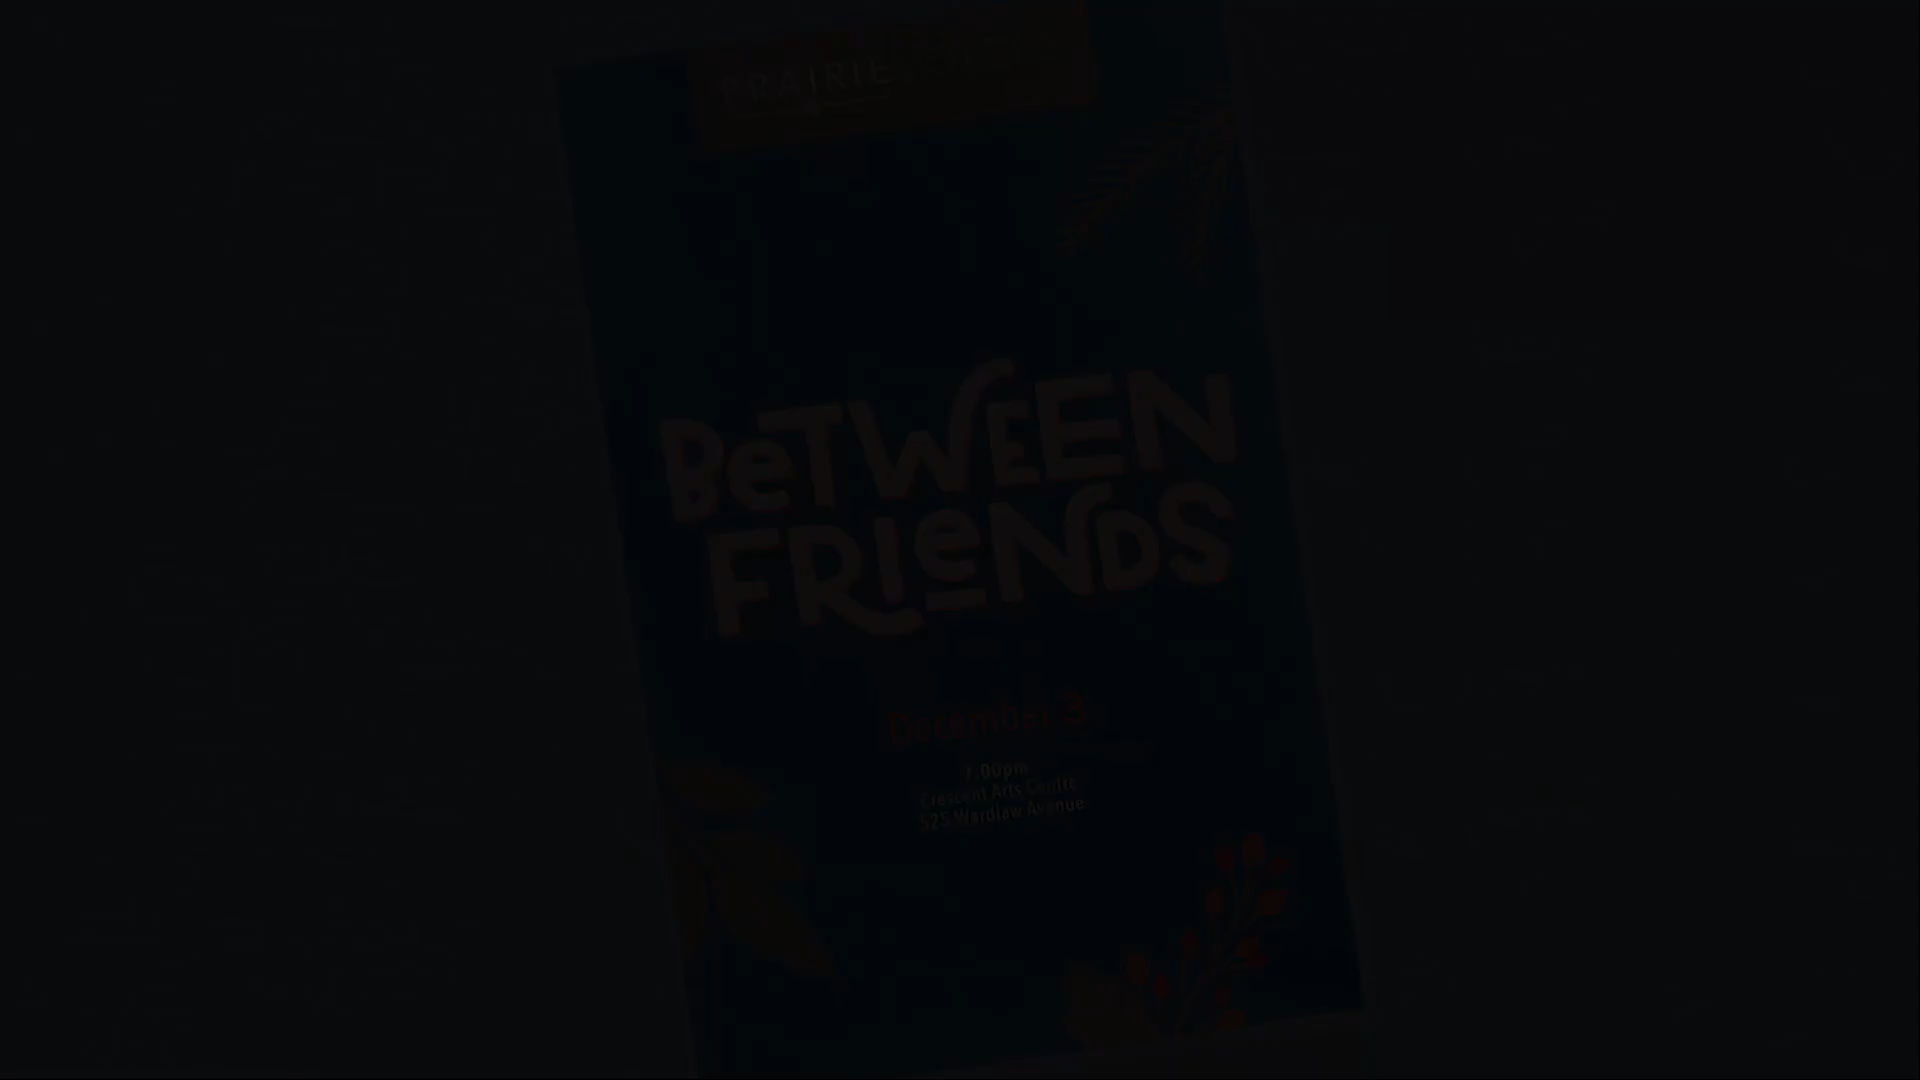 PRAIRIE
BeTWEEN
FRIeNDS
December 3
7:00pm
Crescent Arts Centre
525 Wardlaw Avenue